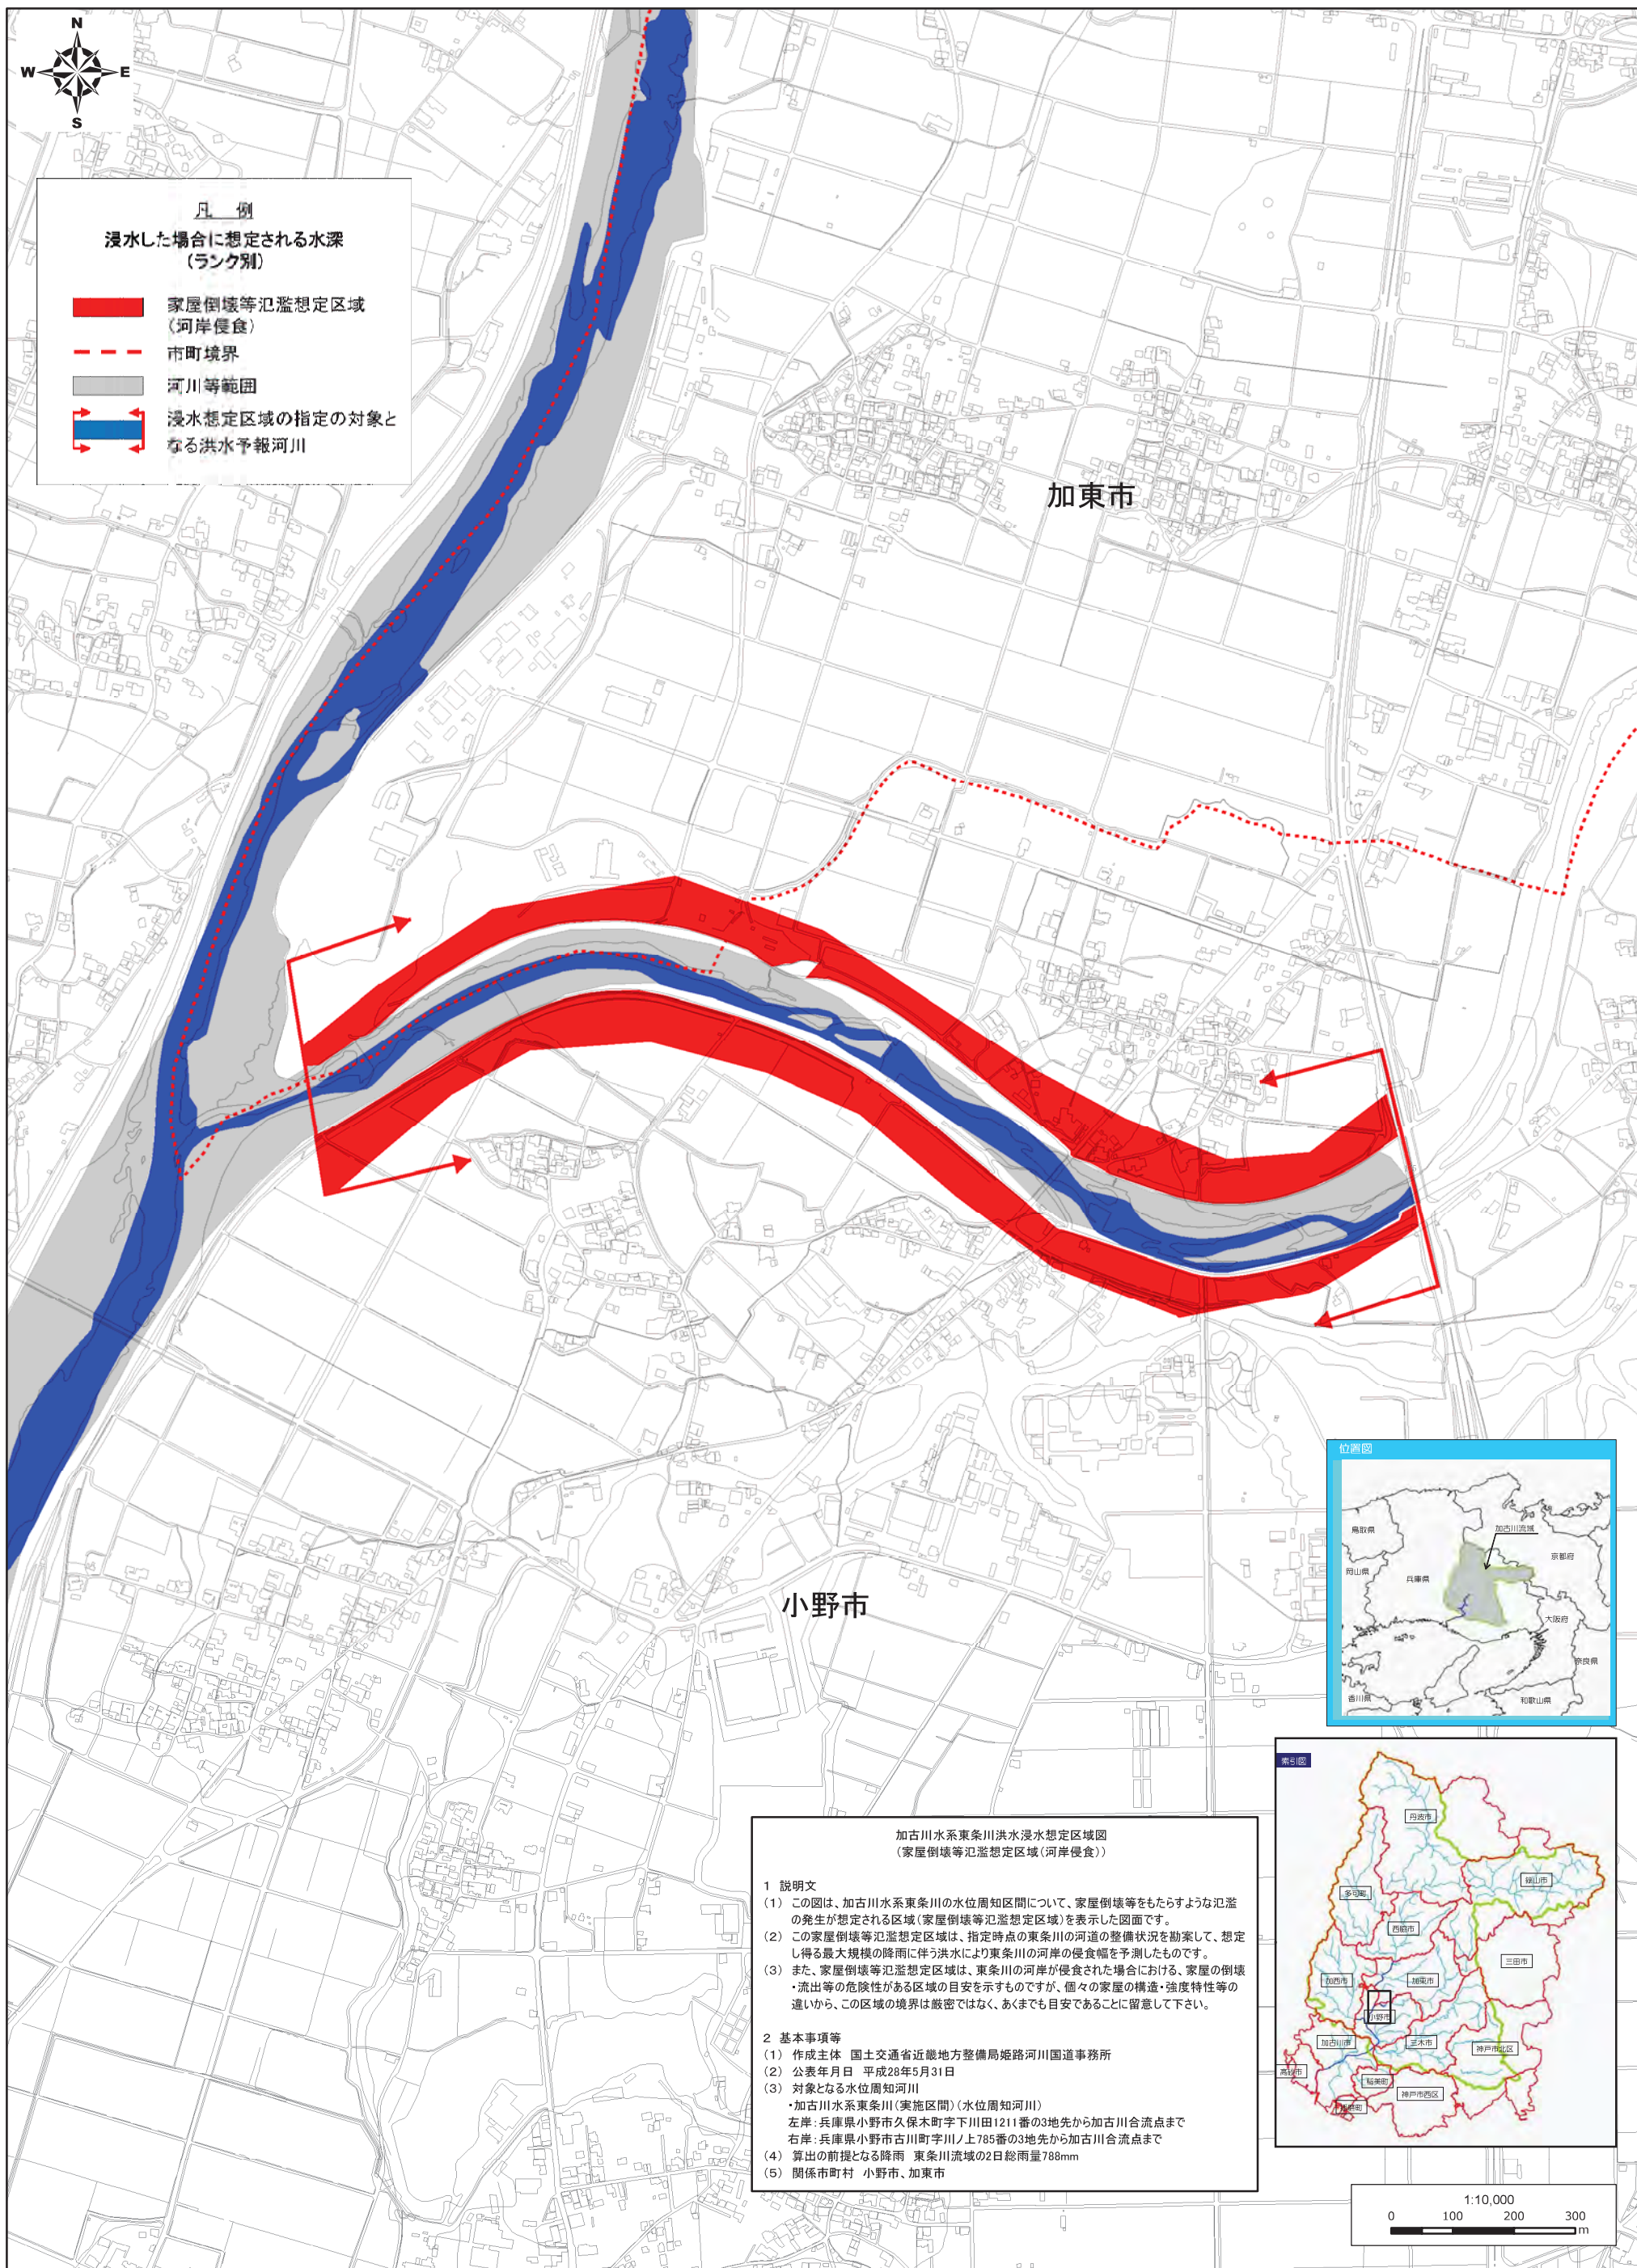 N
W E
S
凡 例
浸水した場合に想定される水深
(ランク別)
家屋倒壊等氾濫想定区域
(河岸侵食)
市町境界
河川等範囲
浸水想定区域の指定の対象と
なる洪水予報河川
加東市
小野市
位置図
鳥取県
加古川流域
京都府
岡山県
兵庫県
大阪府
奈良県
香川県
和歌山県
索引図
丹波市
篠山市
多可町
西脇市
三田市
加西市
加東市
小野市
加古川市
三木市
神戸市北区
高砂市
稲美町
神戸市西区
播磨町
加古川水系東条川洪水浸水想定区域図
(家屋倒壊等氾濫想定区域(河岸侵食))
1 説明文
(1) この図は、加古川水系東条川の水位周知区間について、家屋倒壊等をもたらすような氾濫
の発生が想定される区域(家屋倒壊等氾濫想定区域)を表示した図面です。
(2) この家屋倒壊等氾濫想定区域は、指定時点の東条川の河道の整備状況を勘案して、想定
し得る最大規模の降雨に伴う洪水により東条川の河岸の侵食幅を予測したものです。
(3) また、家屋倒壊等氾濫想定区域は、東条川の河岸が侵食された場合における、家屋の倒壊
・流出等の危険性がある区域の目安を示すものですが、個々の家屋の構造・強度特性等の
違いから、この区域の境界は厳密ではなく、あくまでも目安であることに留意して下さい。
2 基本事項等
(1) 作成主体 国土交通省近畿地方整備局姫路河川国道事務所
(2) 公表年月日 平成28年5月31日
(3) 対象となる水位周知河川
・加古川水系東条川(実施区間)(水位周知河川)
左岸:兵庫県小野市久保木町字下川田1211番の3地先から加古川合流点まで
右岸:兵庫県小野市古川町字川ノ上785番の3地先から加古川合流点まで
(4) 算出の前提となる降雨 東条川流域の2日総雨量788mm
(5) 関係市町村 小野市、加東市
1:10,000
0 100 200 300
m